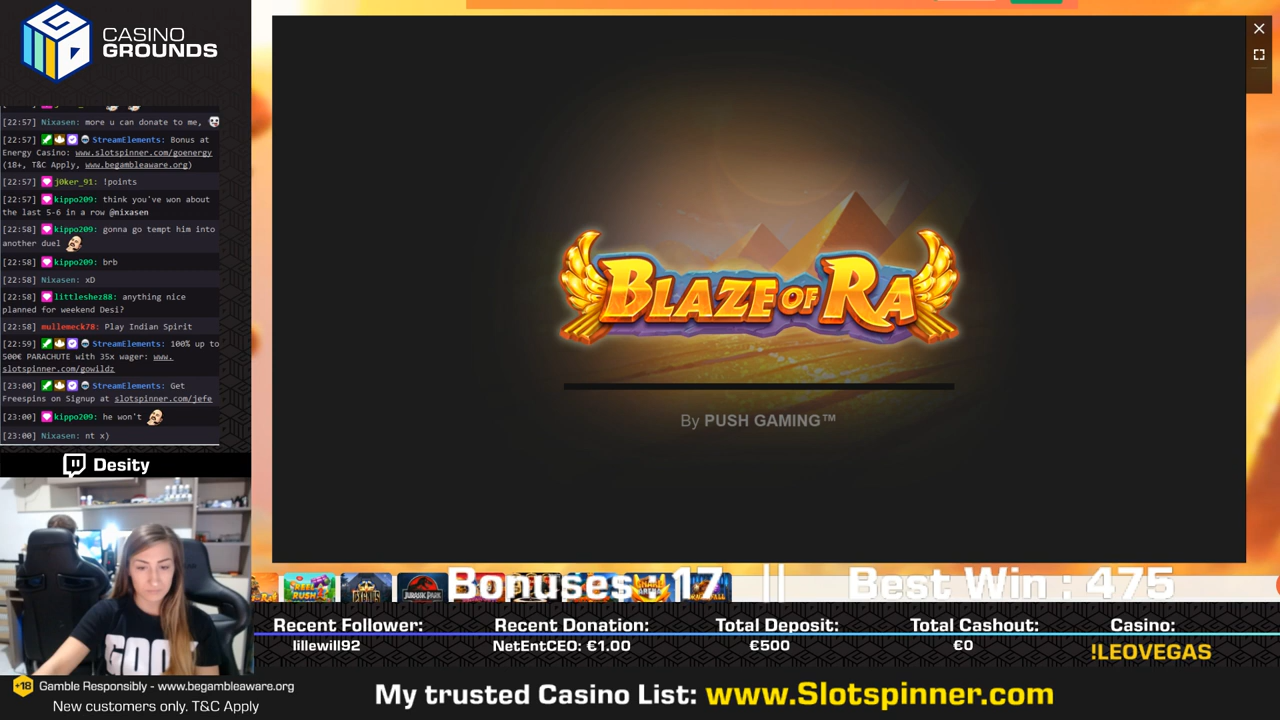 CASINO
GROUNDS
[22:57] Nixasen: more u can donate to me,
[22:57] StreamElements: Bonus at
Energy Casino: www.slotspinner.com/goenergy
(18+, T&C Apply, www.begambleaware.org)
[22:57] j0ker_91: !points
[22:57] kippo209: think you've won about
the last 5-6 in a row @nixasen
[22:58] kippo209: gonna go tempt him into
another duel
[22:58] kippo209: brb
[22:58] Nixasen: xD
[22:58] littleshez88: anything nice
planned for weekend Desi?
[22:58] mullemeck78: Play Indian Spirit
[22:59] StreamElements: 100% up to
500€ PARACHUTE with 35x wager: www.
slotspinner.com/gowildz
[23:00] StreamElements: Get
Freespins on Signup at slotspinner.com/jefe
[23:00] kippo209: he won't
[23:00] Nixasen: nt x)
Desity
GOOD
BLAZE OF RA
By PUSH GAMING™
REEL RUSH
JURASSIC PARK
Bonuses : 17 || Best Win : 475
Recent Follower:
lillewill92
Recent Donation:
NetEntCEO: €1.00
Total Deposit:
€500
Total Cashout:
€0
Casino:
!LEOVEGAS
+18 Gamble Responsibly - www.begambleaware.org
New customers only. T&C Apply
My trusted Casino List: www.Slotspinner.com